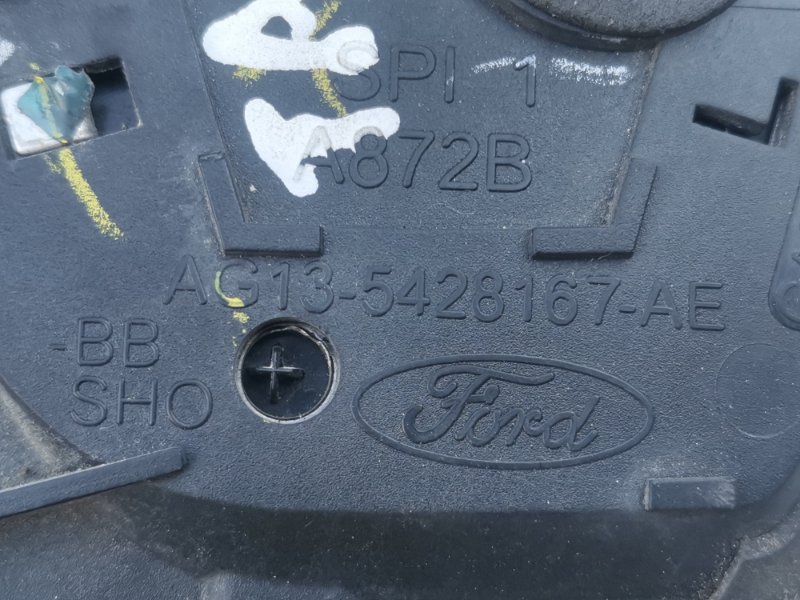 SPI 1
A872B
AG13-5428167-AE
-BB
SHO
Ford